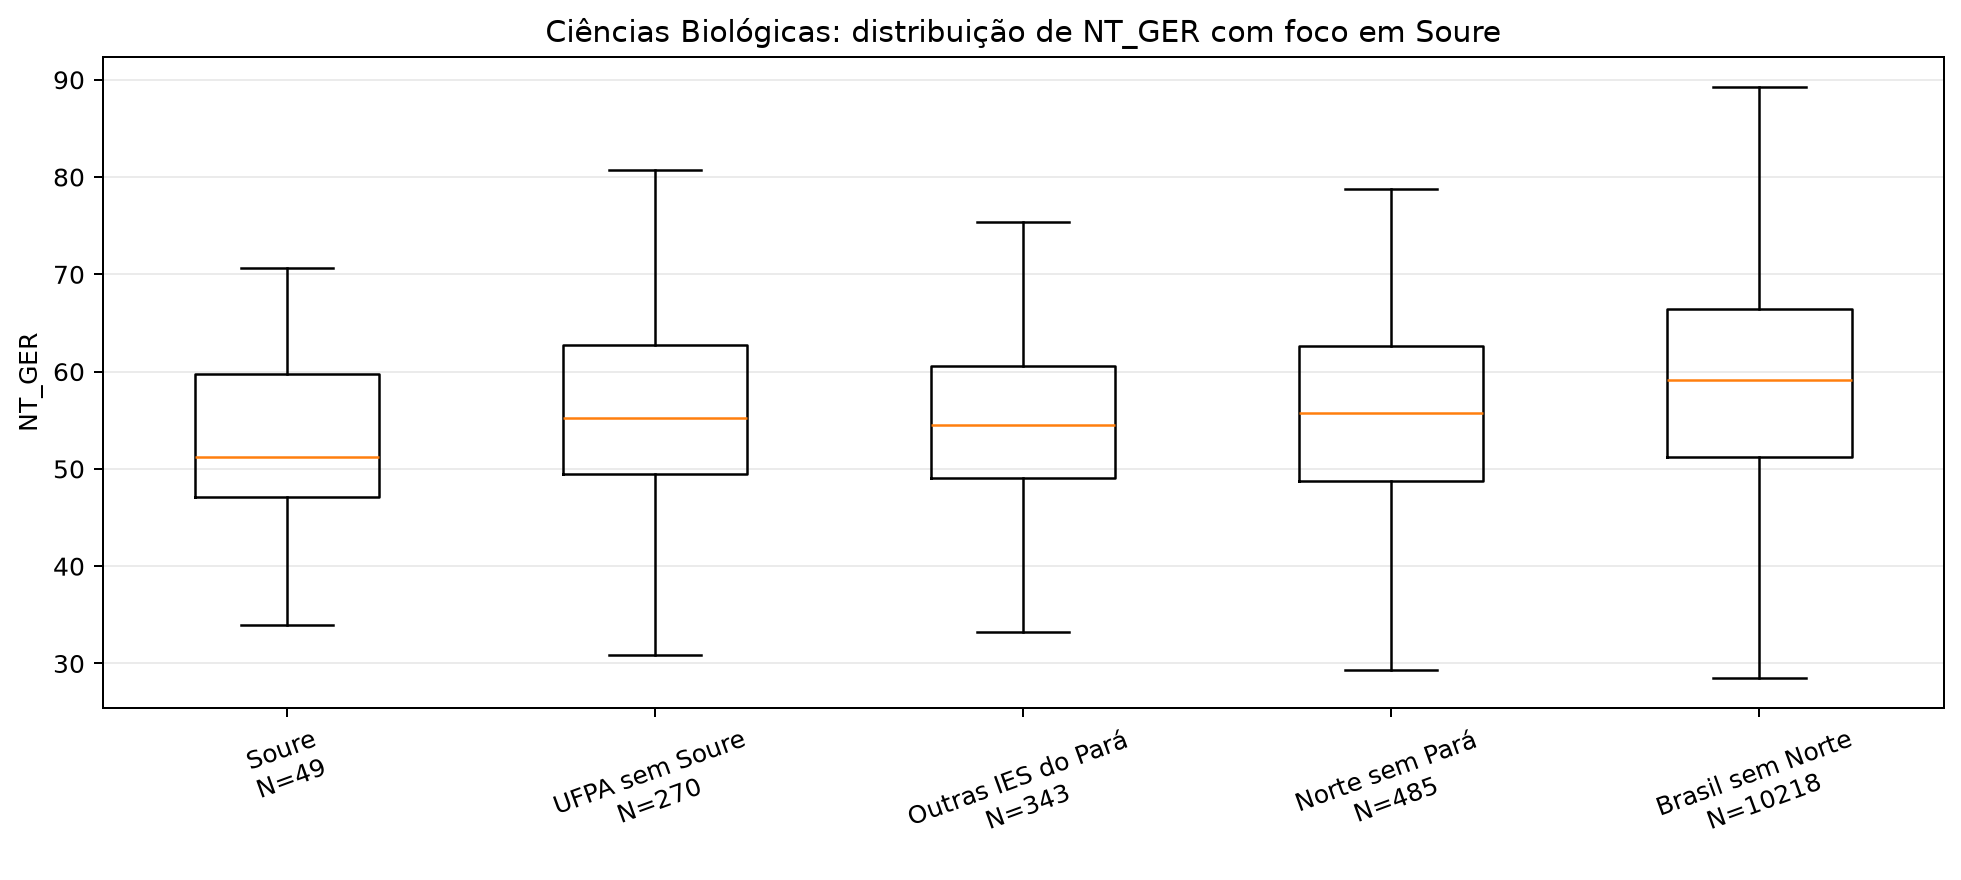 Ciências Biológicas: distribuição de NT_GER com foco em Soure
NT_GER
90
80
70
60
50
40
30
Soure
N=49
UFPA sem Soure
N=270
Outras IES do Pará
N=343
Norte sem Pará
N=485
Brasil sem Norte
N=10218